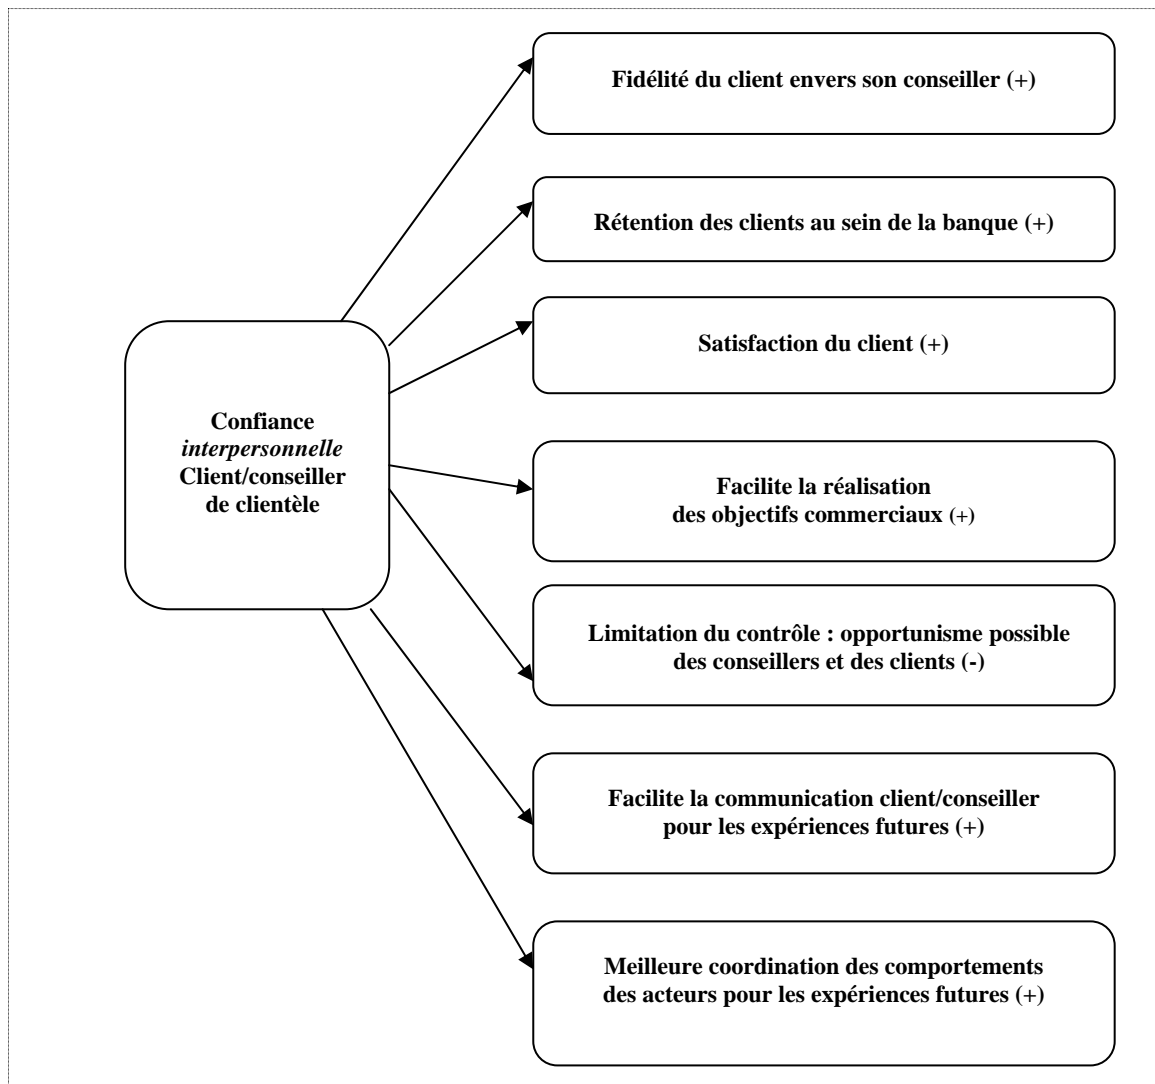 Fidélité du client envers son conseiller (+)
Rétention des clients au sein de la banque (+)
Satisfaction du client (+)
Confiance
interpersonnelle
Client/conseiller
de clientèle
Facilite la réalisation
des objectifs commerciaux (+)
Limitation du contrôle : opportunisme possible
des conseillers et des clients (-)
Facilite la communication client/conseiller
pour les expériences futures (+)
Meilleure coordination des comportements
des acteurs pour les expériences futures (+)